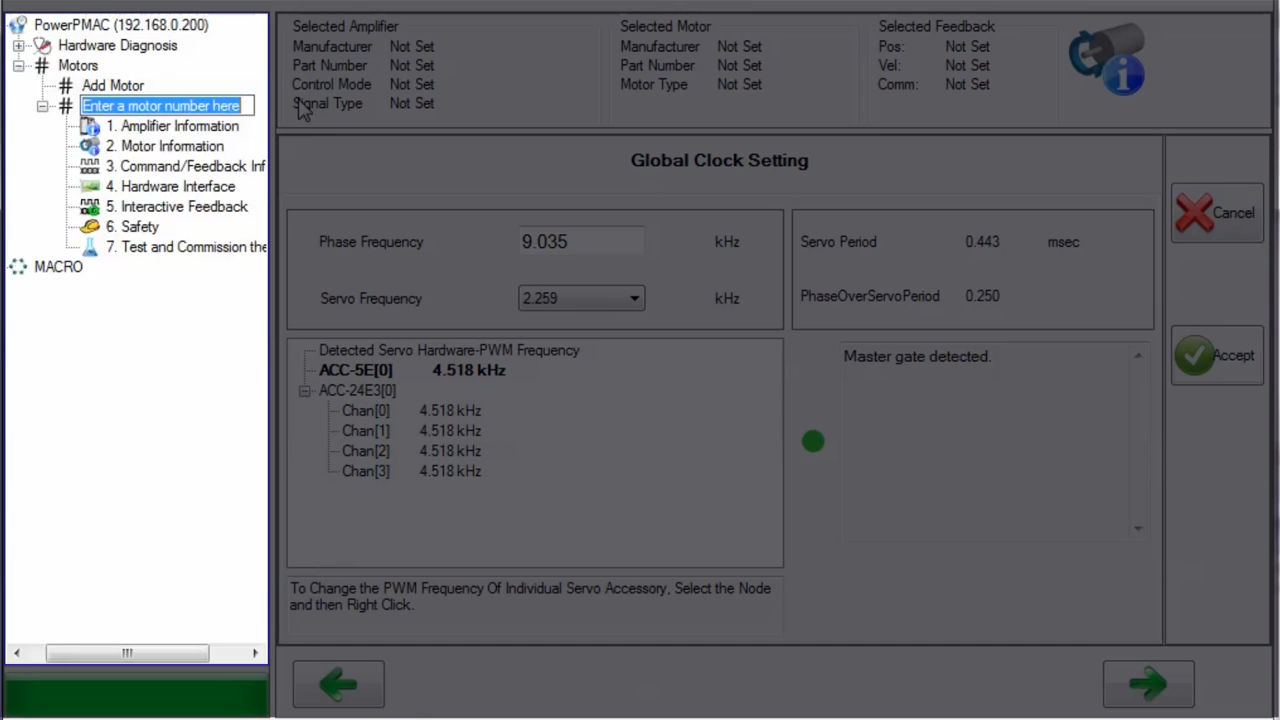 PowerPMAC (192.168.0.200)
Hardware Diagnosis
Motors
Add Motor
Enter a motor number here
1. Amplifier Information
2. Motor Information
3. Command/Feedback Inf
4. Hardware Interface
5. Interactive Feedback
6. Safety
7. Test and Commission the
MACRO
Selected Amplifier
Manufacturer Not Set
Part Number Not Set
Control Mode Not Set
Signal Type Not Set
Selected Motor
Manufacturer Not Set
Part Number Not Set
Motor Type Not Set
Selected Feedback
Pos: Not Set
Vel: Not Set
Comm: Not Set
Global Clock Setting
Phase Frequency 9.035 kHz
Servo Frequency 2.259 kHz
Servo Period 0.443 msec
PhaseOverServoPeriod 0.250
Detected Servo Hardware-PWM Frequency
ACC-5E[0] 4.518 kHz
ACC-24E3[0]
Chan[0] 4.518 kHz
Chan[1] 4.518 kHz
Chan[2] 4.518 kHz
Chan[3] 4.518 kHz
Master gate detected.
To Change the PWM Frequency Of Individual Servo Accessory, Select the Node
and then Right Click.
Cancel
Accept